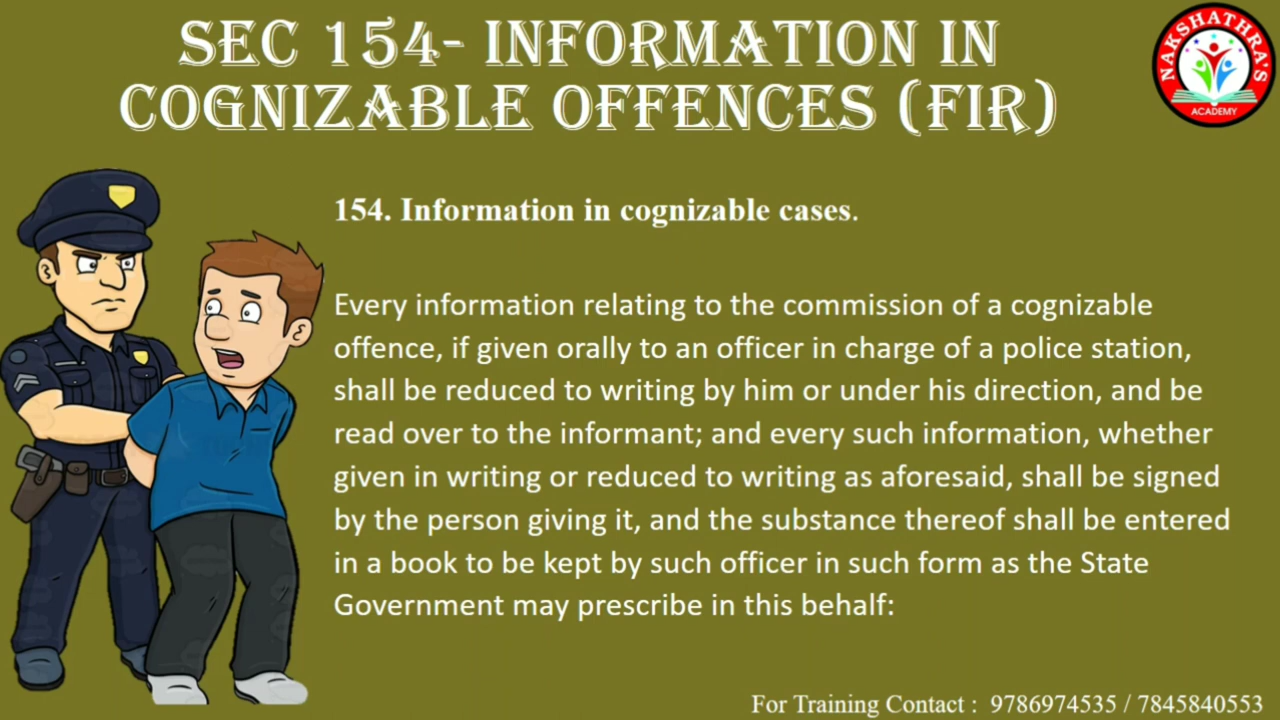 SEC 154- INFORMATION IN
COGNIZABLE OFFENCES (FIR)
NAKSHATHRA'S
ACADEMY
154. Information in cognizable cases.
Every information relating to the commission of a cognizable
offence, if given orally to an officer in charge of a police station,
shall be reduced to writing by him or under his direction, and be
read over to the informant; and every such information, whether
given in writing or reduced to writing as aforesaid, shall be signed
by the person giving it, and the substance thereof shall be entered
in a book to be kept by such officer in such form as the State
Government may prescribe in this behalf:
For Training Contact : 9786974535 / 7845840553